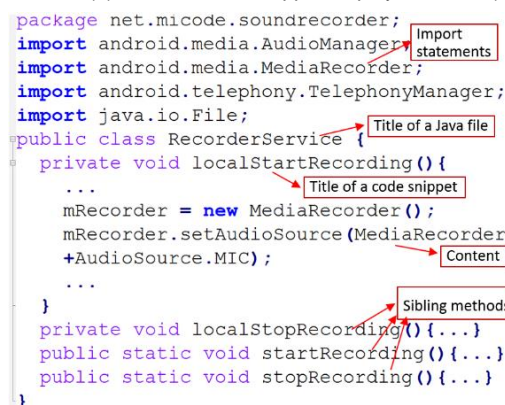 package net.micode.soundrecorder;
import android.media.AudioManager
Import
statements
import android.media.MediaRecorder;
import android.telephony.TelephonyManager;
import java.io.File;
Title of a Java file
public class RecorderService {
private void localStartRecording(){
Title of a code snippet
...
mRecorder = new MediaRecorder();
mRecorder.setAudioSource(MediaRecorder
+AudioSource.MIC);
Content
...
}
Sibling methods
private void localStopRecording(){...}
public static void startRecording(){...}
public static void stopRecording(){...}
}